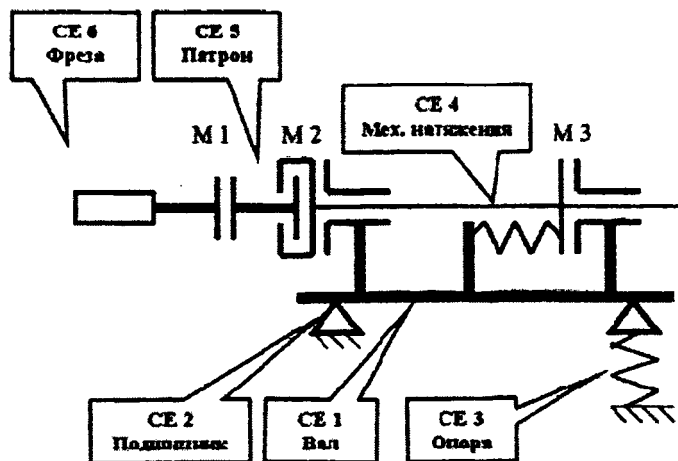 СЕ 6
Фреза
СЕ 5
Патрон
СЕ 4
Мех. натяжения
М 1
М 2
М 3
СЕ 2
Подшипник
СЕ 1
Вал
СЕ 3
Опора